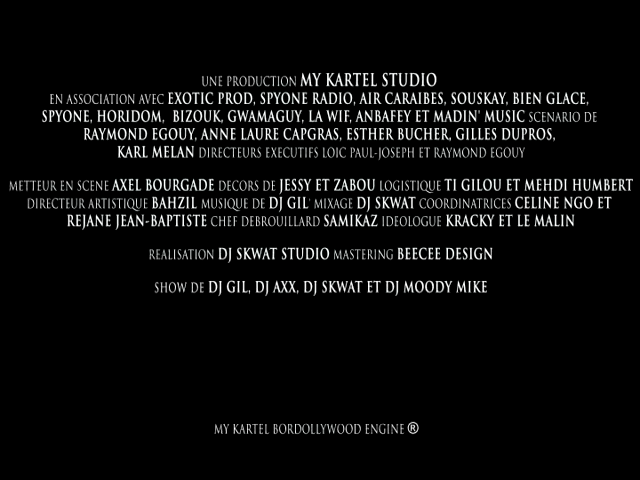 UNE PRODUCTION MY KARTEL STUDIO
EN ASSOCIATION AVEC EXOTIC PROD, SPYONE RADIO, AIR CARAIBES, SOUSKAY, BIEN GLACE,
SPYONE, HORIDOM, BIZOUK, GWAMAGUY, LA WIF, ANBAFEY ET MADIN' MUSIC SCENARIO DE
RAYMOND EGOUY, ANNE LAURE CAPGRAS, ESTHER BUCHER, GILLES DUPROS,
KARL MELAN DIRECTEURS EXECUTIFS LOIC PAUL-JOSEPH ET RAYMOND EGOUY
METTEUR EN SCENE AXEL BOURGADE DECORS DE JESSY ET ZABOU LOGISTIQUE TI GILOU ET MEHDI HUMBERT
DIRECTEUR ARTISTIQUE BAHZIL MUSIQUE DE DJ GIL' MIXAGE DJ SKWAT COORDINATRICES CELINE NGO ET
REJANE JEAN-BAPTISTE CHEF DEBROUILLARD SAMIKAZ IDEOLOGUE KRACKY ET LE MALIN
REALISATION DJ SKWAT STUDIO MASTERING BEECEE DESIGN
SHOW DE DJ GIL, DJ AXX, DJ SKWAT ET DJ MOODY MIKE
MY KARTEL BORDOLLYWOOD ENGINE ®